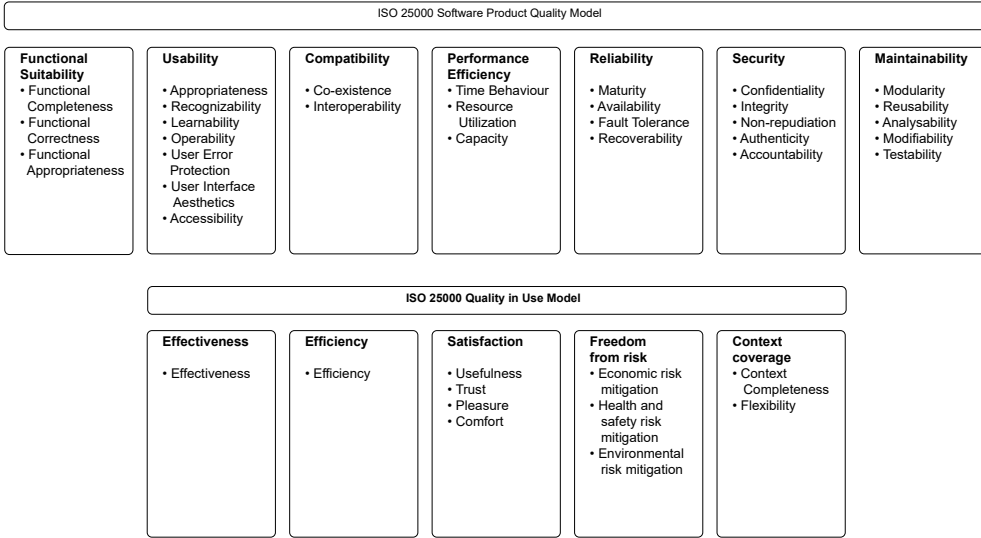 ISO 25000 Software Product Quality Model
Functional
Suitability
• Functional
Completeness
• Functional
Correctness
• Functional
Appropriateness
Usability
• Appropriateness
• Recognizability
• Learnability
• Operability
• User Error
Protection
• User Interface
Aesthetics
• Accessibility
Compatibility
• Co-existence
• Interoperability
Performance
Efficiency
• Time Behaviour
• Resource
Utilization
• Capacity
Reliability
• Maturity
• Availability
• Fault Tolerance
• Recoverability
Security
• Confidentiality
• Integrity
• Non-repudiation
• Authenticity
• Accountability
Maintainability
• Modularity
• Reusability
• Analysability
• Modifiability
• Testability
ISO 25000 Quality in Use Model
Effectiveness
• Effectiveness
Efficiency
• Efficiency
Satisfaction
• Usefulness
• Trust
• Pleasure
• Comfort
Freedom
from risk
• Economic risk
mitigation
• Health and
safety risk
mitigation
• Environmental
risk mitigation
Context
coverage
• Context
Completeness
• Flexibility